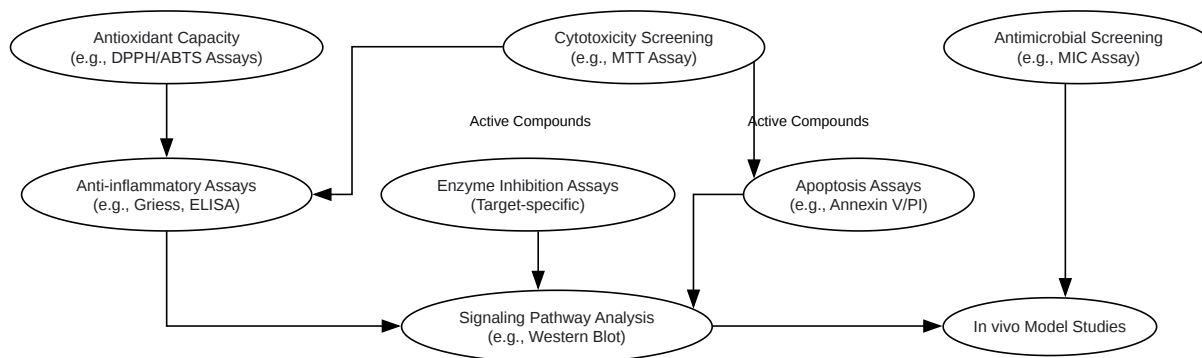 Antioxidant Capacity
(e.g., DPPH/ABTS Assays)
Cytotoxicity Screening
(e.g., MTT Assay)
Antimicrobial Screening
(e.g., MIC Assay)
Active Compounds
Active Compounds
Anti-inflammatory Assays
(e.g., Griess, ELISA)
Enzyme Inhibition Assays
(Target-specific)
Apoptosis Assays
(e.g., Annexin V/PI)
Signaling Pathway Analysis
(e.g., Western Blot)
In vivo Model Studies